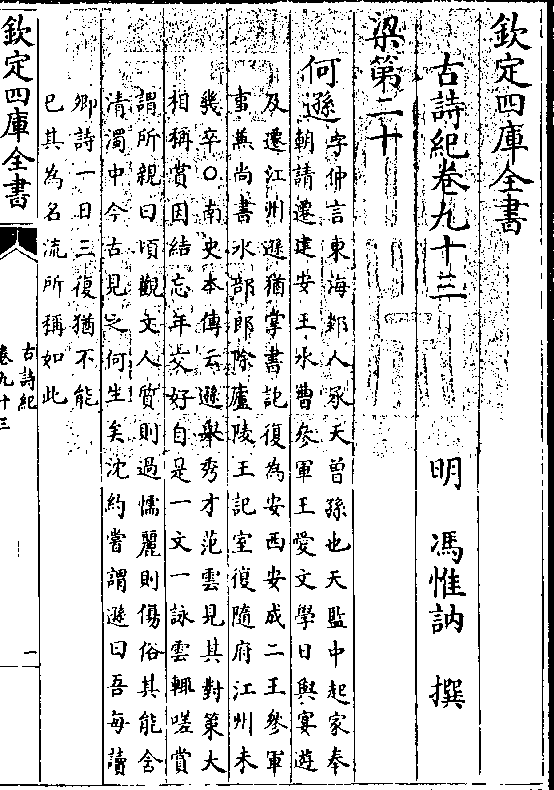 欽定四庫全書
古詩紀卷九十三
明 馮惟訥 撰
梁第二十
何遜
字仲言東海郯人承天曾孫也天監中起家奉
朝請遷建安王水曹參軍王愛文學日與宴遊
及遷江州遜猶掌書記復為安西安成二王參軍
事兼尚書水部郎除廬陵王記室復隨府江州未
幾卒○南史本傳云遜舉秀才范雲見其對策大
相稱賞因結忘年交好自是一文一詠雲輒嗟賞
謂所親曰頃觀文人質則過懦麗則傷俗其能含
清濁中今古見之何生矣沈約嘗謂遜曰吾每讀
卿詩一日三復猶不能
已其為名流所稱如此
欽定四庫全書
古詩紀
卷九十三
一